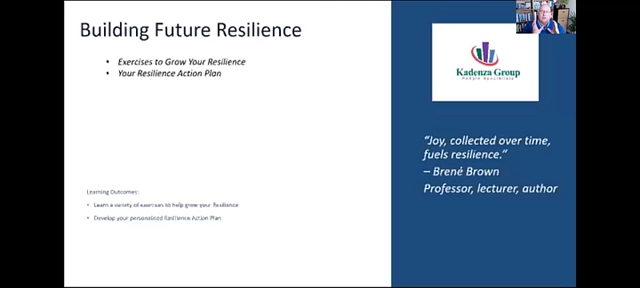 Building Future Resilience
• Exercises to Grow Your Resilience
• Your Resilience Action Plan
Learning Outcomes:
• Learn a variety of exercises to help grow your Resilience
• Develop your personalised Resilience Action Plan
Kadenza Group
People Specialists
"Joy, collected over time,
fuels resilience."
– Brené Brown
Professor, lecturer, author